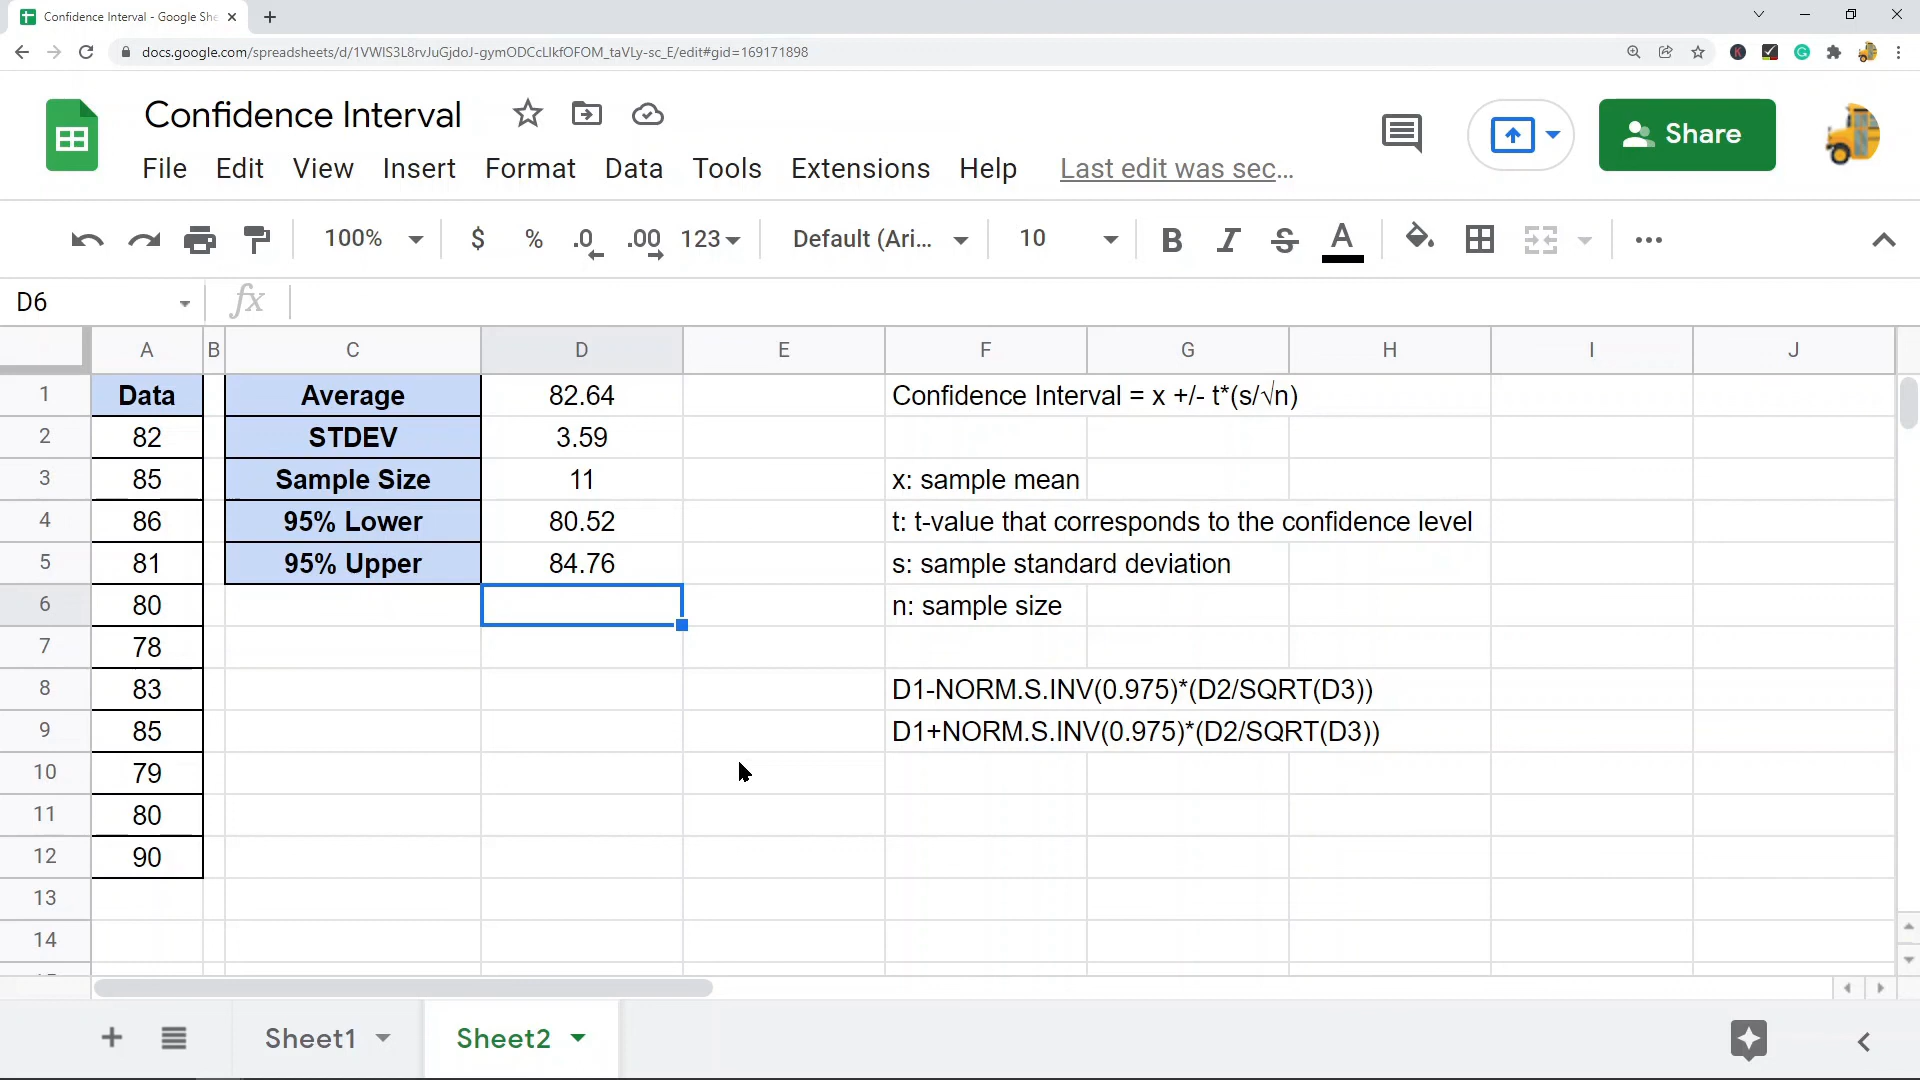 Confidence Interval - Google She
docs.google.com/spreadsheets/d/1VWIS3L8rvJuGjdoJ-gymODCcLlkfOFOM_taVLy-sc_E/edit#gid=169171898
Confidence Interval
Share
File Edit View Insert Format Data Tools Extensions Help Last edit was sec...
100% $ % .0 .00 123 Default (Ari... 10 B I S A
D6 fx
A B C D E F G H I J
1 Data Average 82.64 Confidence Interval = x +/- t*(s/√n)
2 82 STDEV 3.59
3 85 Sample Size 11 x: sample mean
4 86 95% Lower 80.52 t: t-value that corresponds to the confidence level
5 81 95% Upper 84.76 s: sample standard deviation
6 80 n: sample size
7 78
8 83 D1-NORM.S.INV(0.975)*(D2/SQRT(D3))
9 85 D1+NORM.S.INV(0.975)*(D2/SQRT(D3))
10 79
11 80
12 90
13
14
Sheet1 Sheet2